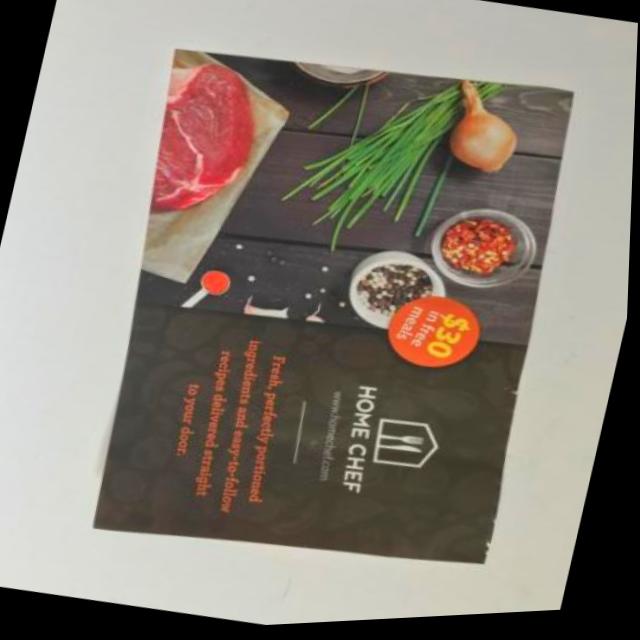 $30
in free
meals
HOME CHEF
www.homechef.com
Fresh, perfectly portioned
ingredients and easy-to-follow
recipes delivered straight
to your door.